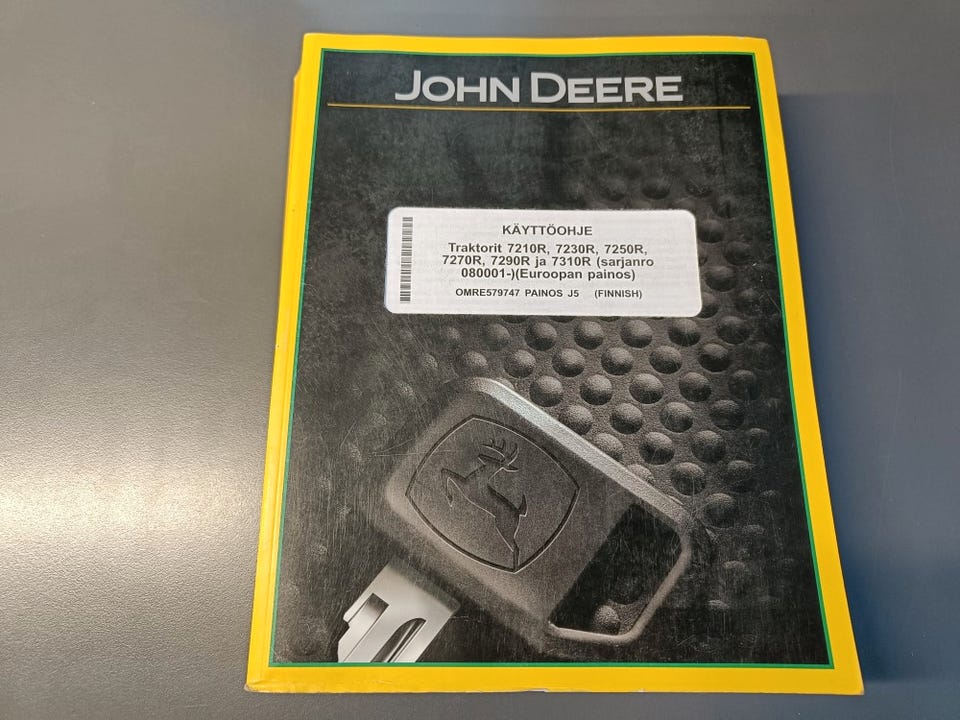 JOHN DEERE
KÄYTTÖOHJE
Traktorit 7210R, 7230R, 7250R,
7270R, 7290R ja 7310R (sarjanro
080001-)(Euroopan painos)
OMRE579747 PAINOS J5 (FINNISH)